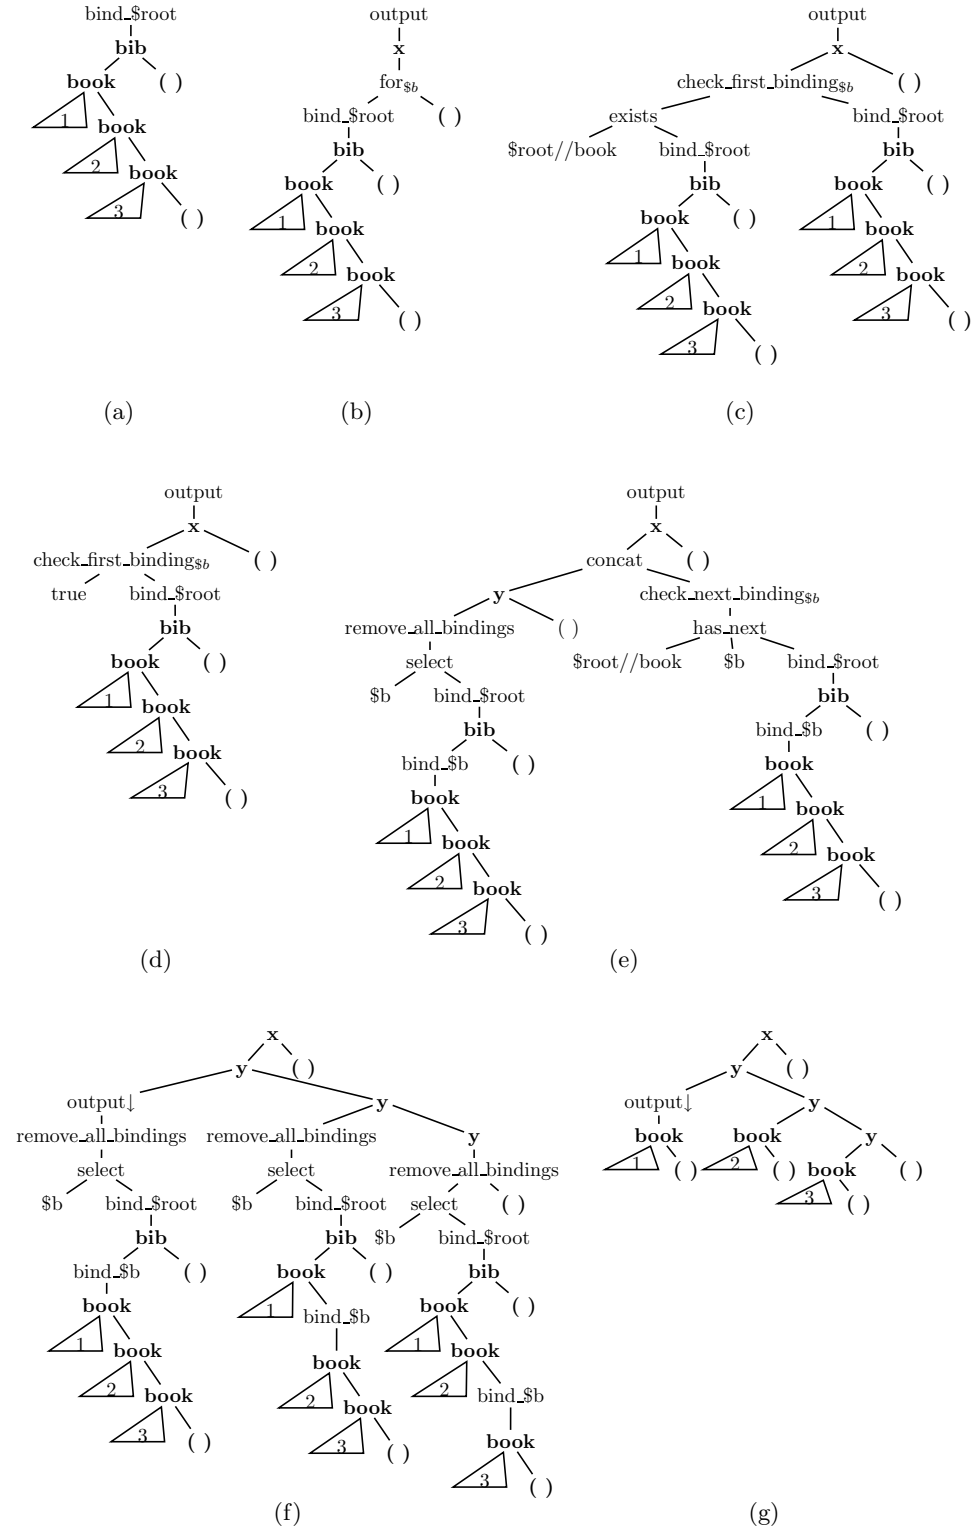 bind_$root
bib
book
( )
1
book
2
book
3
( )
(a)
output
x
for$b
bind_$root
( )
bib
book
( )
1
book
2
book
3
( )
(b)
output
x
check_first_binding$b
( )
exists
bind_$root
$root//book
bind_$root
bib
bib
( )
book
( )
book
1
book
1
book
2
book
2
book
3
( )
book
3
( )
( )
(c)
output
x
check_first_binding$b
( )
true
bind_$root
bib
book
( )
1
book
2
book
3
( )
(d)
output
x
concat
( )
y
check_next_binding$b
remove_all_bindings
( )
has_next
select
$root//book
$b
bind_$root
$b
bind_$root
bib
bib
bind_$b
( )
bind_$b
( )
book
book
1
1
book
book
2
2
book
book
3
3
( )
( )
(e)
x
y
( )
output↓
y
remove_all_bindings
remove_all_bindings
y
select
select
remove_all_bindings
$b
bind_$root
$b
bind_$root
select
( )
bib
bib
$b
bind_$root
bind_$b
( )
book
( )
bib
book
1
bind_$b
book
( )
1
book
book
1
book
2
book
2
book
2
bind_$b
3
( )
3
( )
book
3
( )
(f)
x
y
( )
output↓
y
book
book
y
1
( )
2
( )
book
( )
3
( )
(g)